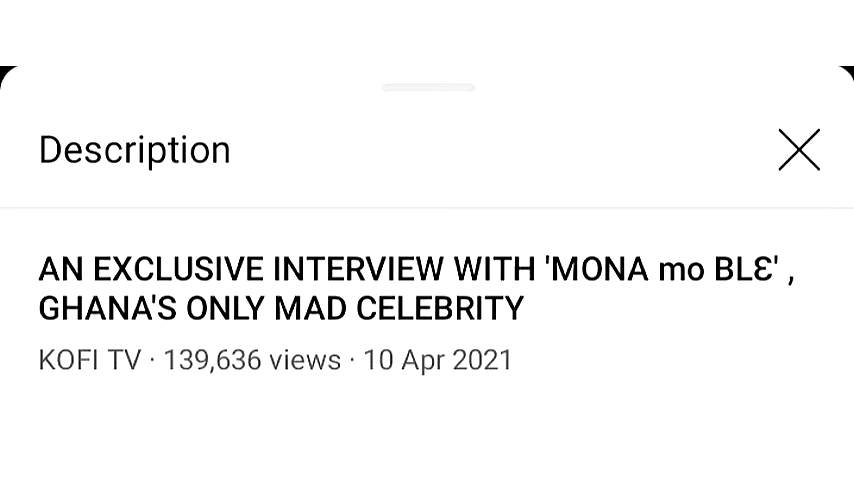 Description
AN EXCLUSIVE INTERVIEW WITH 'MONA mo BLƐ' ,
GHANA'S ONLY MAD CELEBRITY
KOFI TV · 139,636 views · 10 Apr 2021